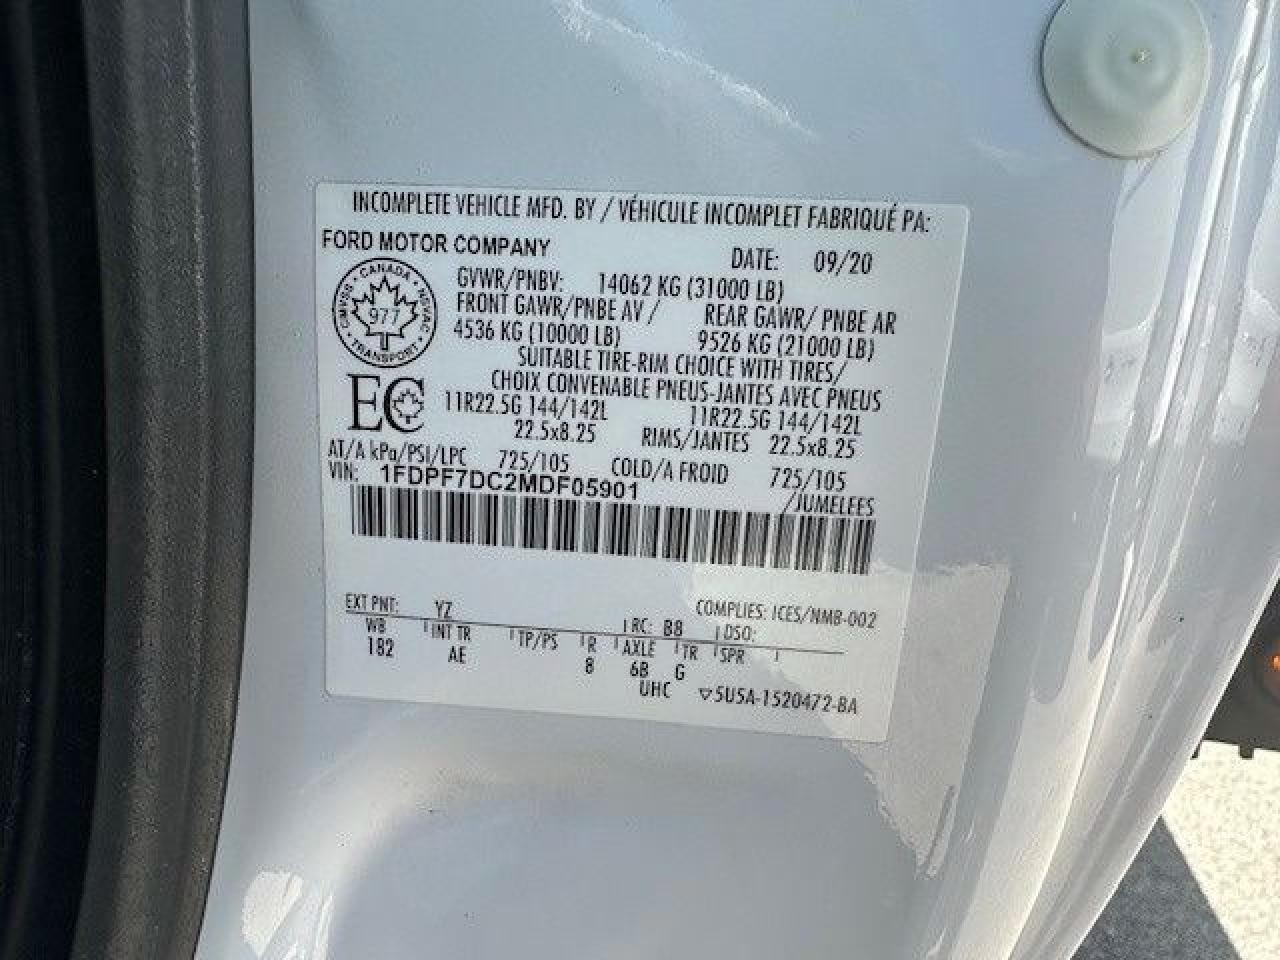 INCOMPLETE VEHICLE MFD. BY / VÉHICULE INCOMPLET FABRIQUÉ PA:
FORD MOTOR COMPANY
DATE: 09/20
CANADA
CMVSS NSVAC
977
TRANSPORT
GVWR/PNBV: 14062 KG (31000 LB)
FRONT GAWR/PNBE AV / REAR GAWR/ PNBE AR
4536 KG (10000 LB) 9526 KG (21000 LB)
SUITABLE TIRE-RIM CHOICE WITH TIRES/
CHOIX CONVENABLE PNEUS-JANTES AVEC PNEUS
EC
11R22.5G 144/142L 11R22.5G 144/142L
22.5x8.25 RIMS/JANTES 22.5x8.25
AT/A kPa/PSI/LPC 725/105 COLD/A FROID 725/105
VIN: 1FDPF7DC2MDF05901 /JUMELEES
EXT PNT: YZ COMPLIES: ICES/NMB-002
RC: B8 DSO:
WB INT TR TP/PS R AXLE TR SPR
182 AE 8 6B G
UHC ▽5U5A-1520472-BA